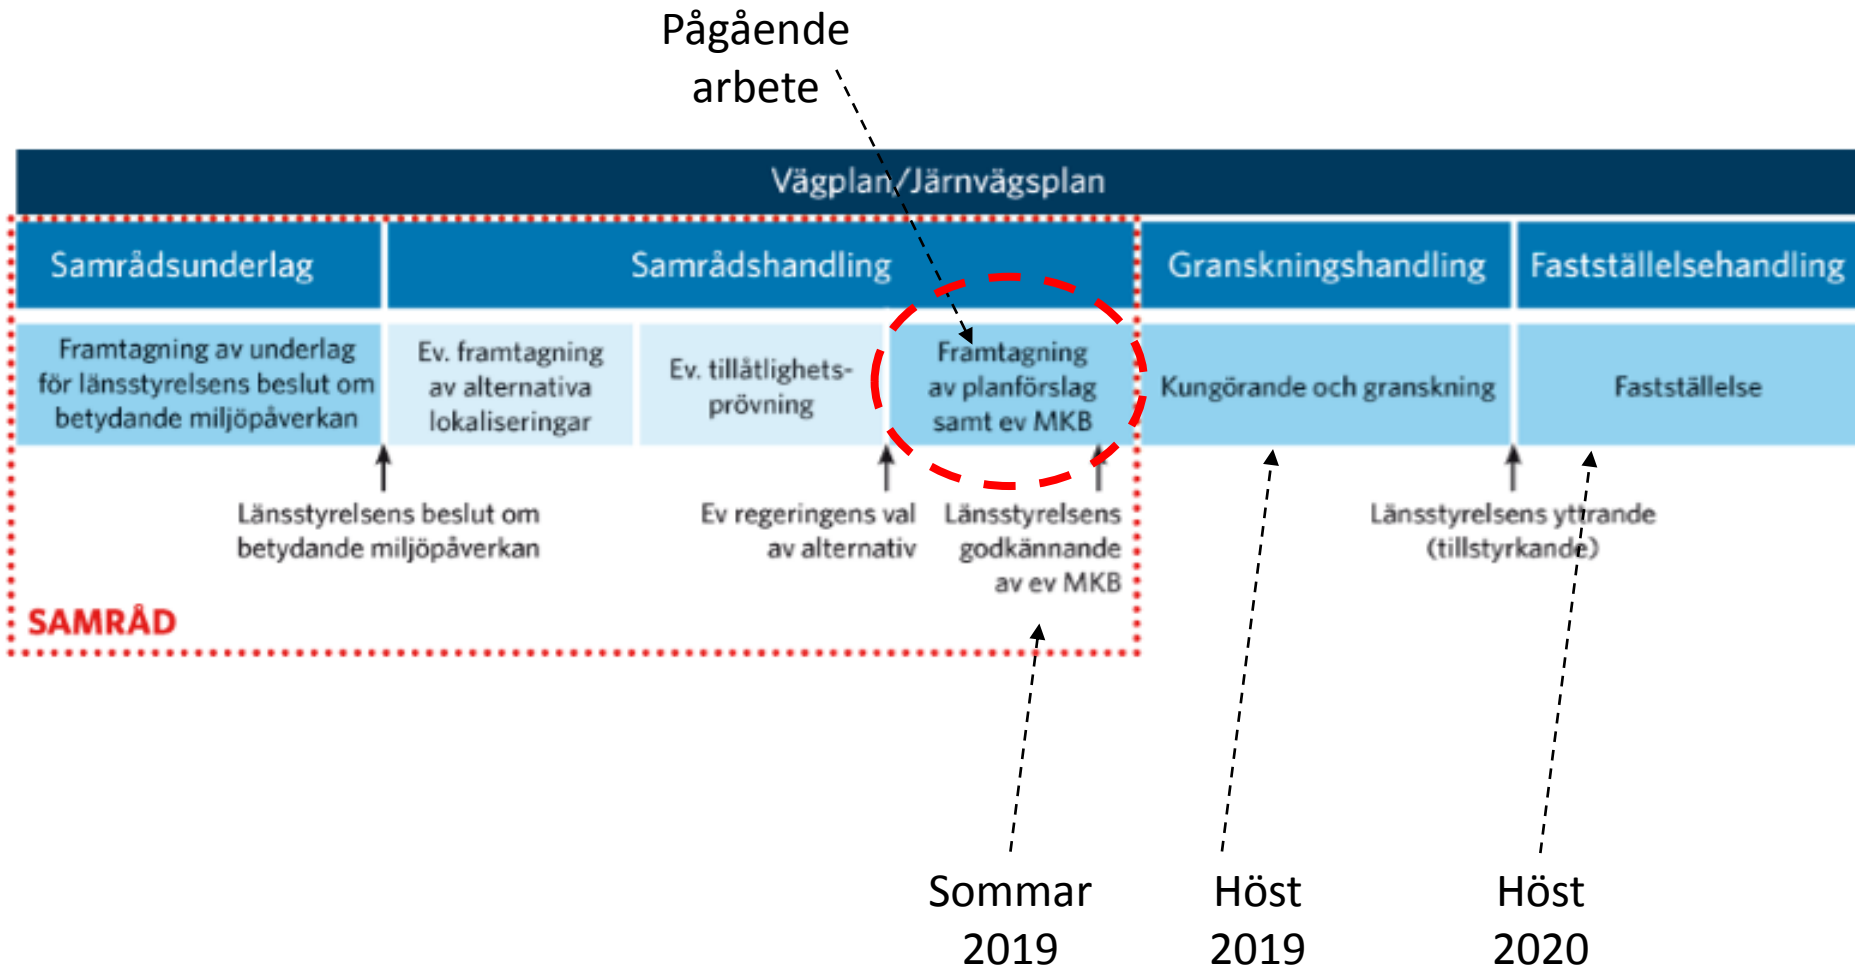 Pågående
arbete
Vägplan/Järnvägsplan
Samrådsunderlag
Samrådshandling
Granskningshandling
Fastställelsehandling
Framtagning av underlag
för länsstyrelsens beslut om
betydande miljöpåverkan
Ev. framtagning
av alternativa
lokaliseringar
Ev. tillåtlighets-
prövning
Framtagning
av planförslag
samt ev MKB
Kungörande och granskning
Fastställelse
Länsstyrelsens beslut om
betydande miljöpåverkan
Ev regeringens val
av alternativ
Länsstyrelsens
godkännande
av ev MKB
Länsstyrelsens yttrande
(tillstyrkande)
SAMRÅD
Sommar
2019
Höst
2019
Höst
2020